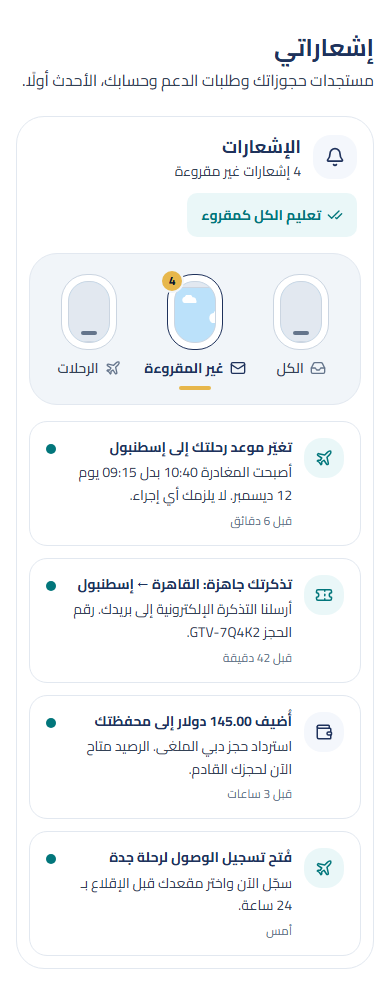 إشعاراتي
مستجدات حجوزاتك وطلبات الدعم وحسابك، الأحدث أولًا.
الإشعارات
4 إشعارات غير مقروءة
تعليم الكل كمقروء
4
الكل
غير المقروءة
الرحلات
تغيّر موعد رحلتك إلى إسطنبول
أصبحت المغادرة 10:40 بدل 09:15 يوم
12 ديسمبر. لا يلزمك أي إجراء.
قبل 6 دقائق
تذكرتك جاهزة: القاهرة ← إسطنبول
أرسلنا التذكرة الإلكترونية إلى بريدك. رقم
الحجز GTV-7Q4K2.
قبل 42 دقيقة
أُضيف 145.00 دولار إلى محفظتك
استرداد حجز دبي الملغى. الرصيد متاح
الآن لحجزك القادم.
قبل 3 ساعات
فُتح تسجيل الوصول لرحلة جدة
سجّل الآن واختر مقعدك قبل الإقلاع بـ
24 ساعة.
أمس